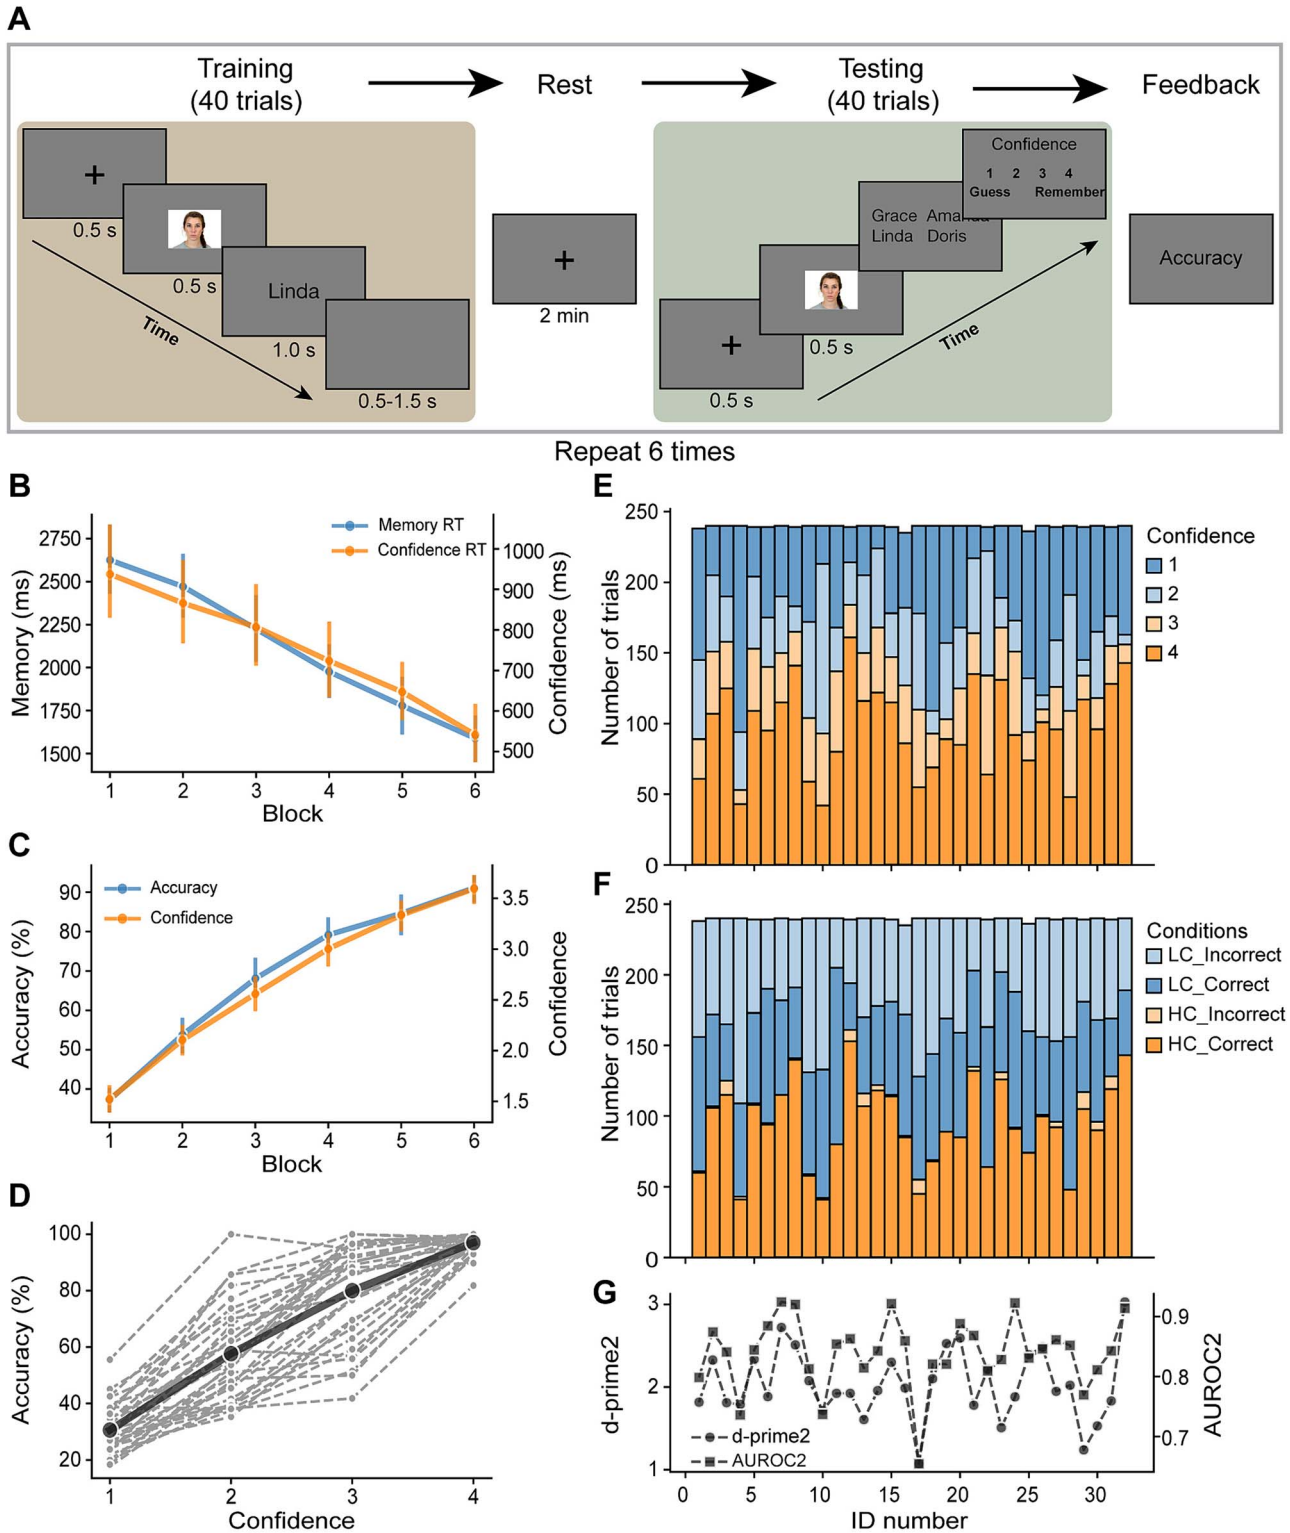 A
Training
(40 trials)
Rest
Testing
(40 trials)
Feedback
+
0.5 s
0.5 s
Linda
1.0 s
0.5-1.5 s
Time
+
2 min
+
0.5 s
0.5 s
Grace Amanda
Linda Doris
Confidence
1 2 3 4
Guess Remember
Time
Accuracy
Repeat 6 times
B
Memory (ms)
2750
2500
2250
2000
1750
1500
Memory RT
Confidence RT
1000
900
800
700
600
500
Confidence (ms)
1 2 3 4 5 6
Block
C
Accuracy (%)
90
80
70
60
50
40
Accuracy
Confidence
3.5
3.0
2.5
2.0
1.5
Confidence
1 2 3 4 5 6
Block
D
Accuracy (%)
100
80
60
40
20
1 2 3 4
Confidence
E
Number of trials
250
200
150
100
50
0
Confidence
1
2
3
4
F
Number of trials
250
200
150
100
50
0
Conditions
LC_Incorrect
LC_Correct
HC_Incorrect
HC_Correct
G
d-prime2
3
2
1
d-prime2
AUROC2
0.9
0.8
0.7
AUROC2
0 5 10 15 20 25 30
ID number